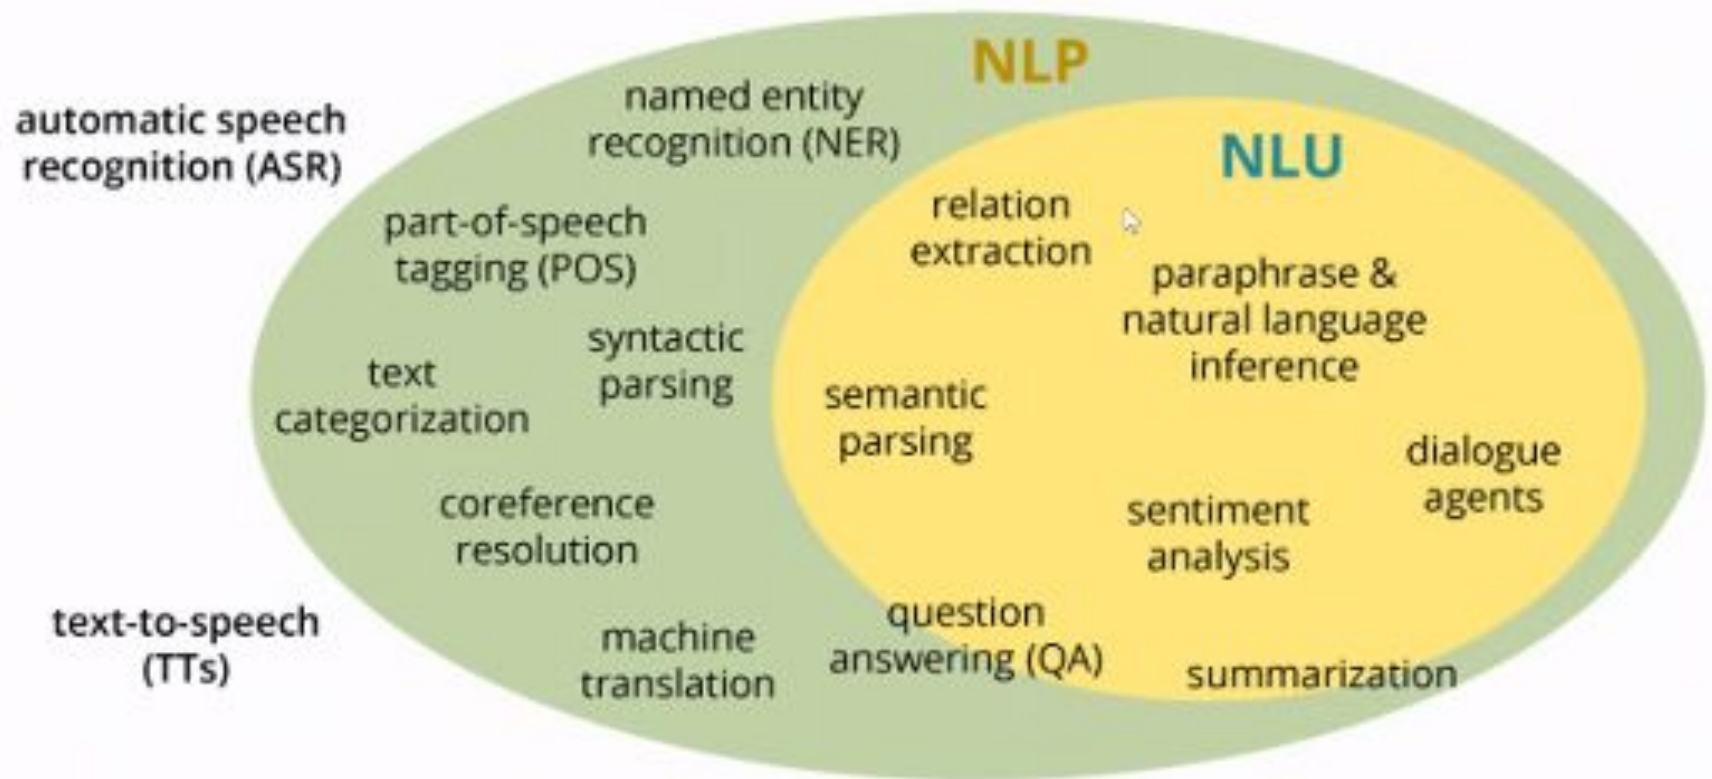 NLP
named entity
recognition (NER)
automatic speech
recognition (ASR)
NLU
relation
extraction
part-of-speech
tagging (POS)
paraphrase &
natural language
inference
syntactic
parsing
text
categorization
semantic
parsing
dialogue
agents
coreference
resolution
sentiment
analysis
question
answering (QA)
text-to-speech
(TTs)
machine
translation
summarization